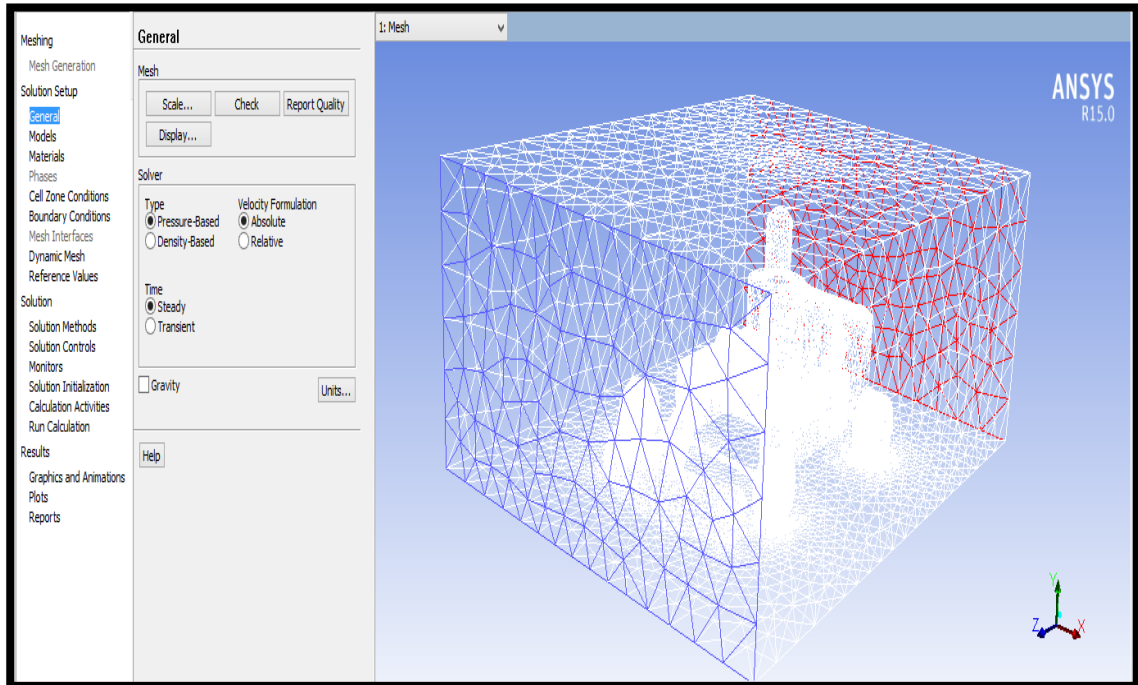 Meshing
Mesh Generation
Solution Setup
General
Models
Materials
Phases
Cell Zone Conditions
Boundary Conditions
Mesh Interfaces
Dynamic Mesh
Reference Values
Solution
Solution Methods
Solution Controls
Monitors
Solution Initialization
Calculation Activities
Run Calculation
Results
Graphics and Animations
Plots
Reports
General
Mesh
Scale... Check Report Quality
Display...
Solver
Type Velocity Formulation
Pressure-Based Absolute
Density-Based Relative
Time
Steady
Transient
Gravity Units...
Help
1: Mesh
ANSYS
R15.0
Y
Z X